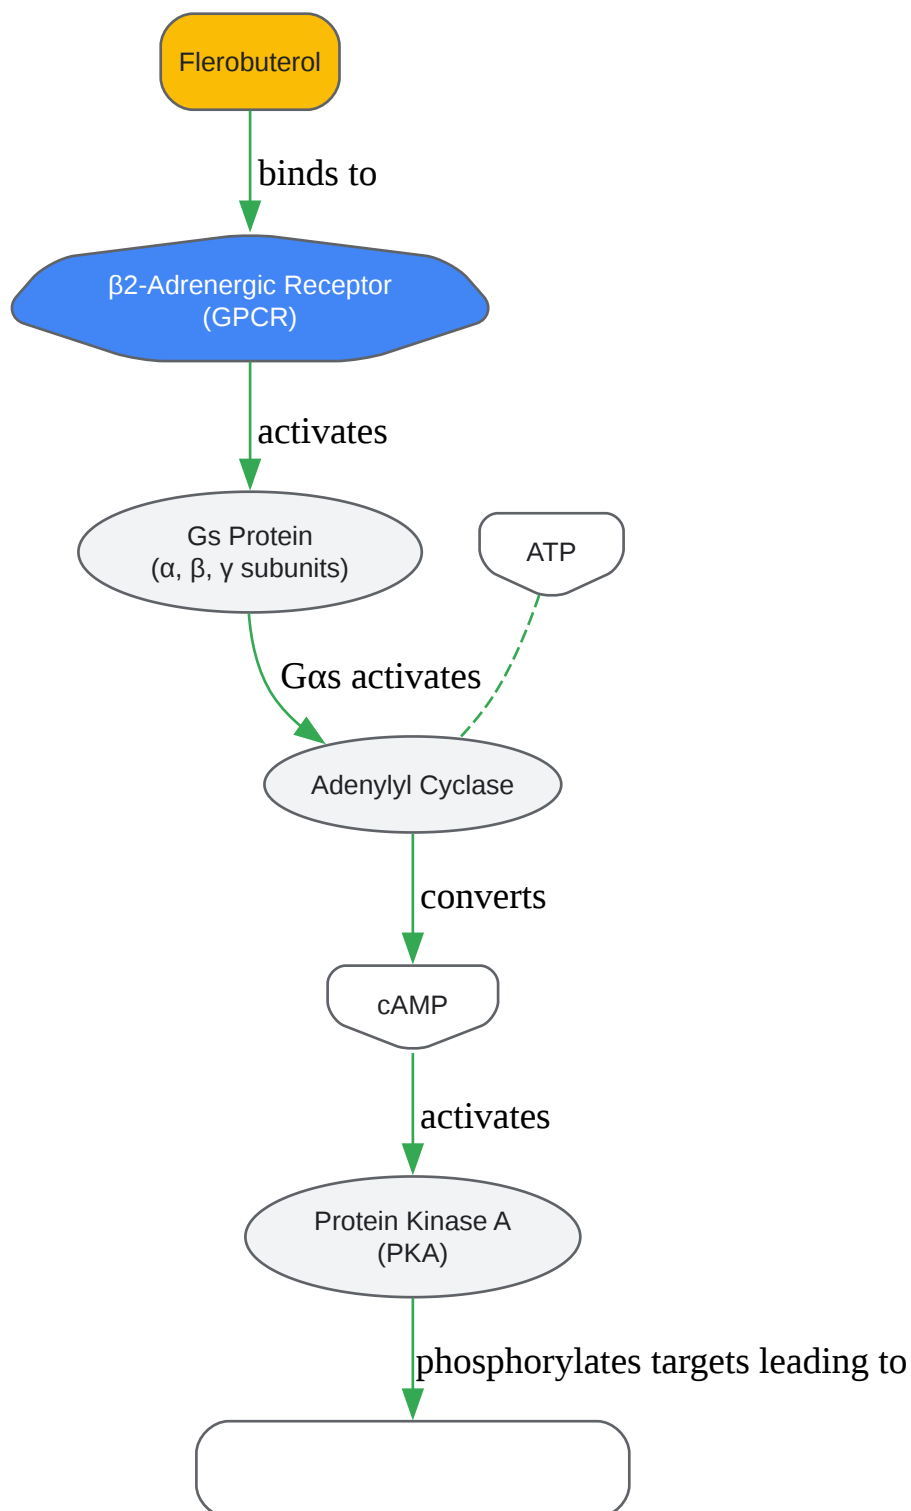 Flerobuterol
binds to
β2-Adrenergic Receptor
(GPCR)
activates
Gs Protein
(α, β, γ subunits)
ATP
Gαs activates
Adenylyl Cyclase
converts
cAMP
activates
Protein Kinase A
(PKA)
phosphorylates targets leading to